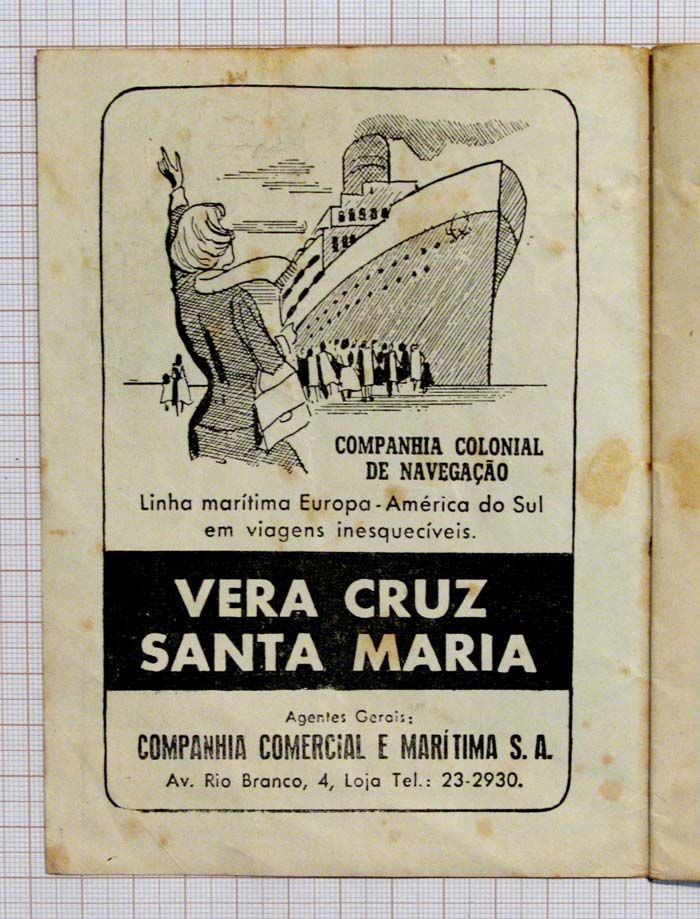 COMPANHIA COLONIAL
DE NAVEGAÇÃO
Linha marítima Europa - América do Sul
em viagens inesquecíveis.
VERA CRUZ
SANTA MARIA
Agentes Gerais:
COMPANHIA COMERCIAL E MARÍTIMA S. A.
Av. Rio Branco, 4, Loja Tel.: 23-2930.